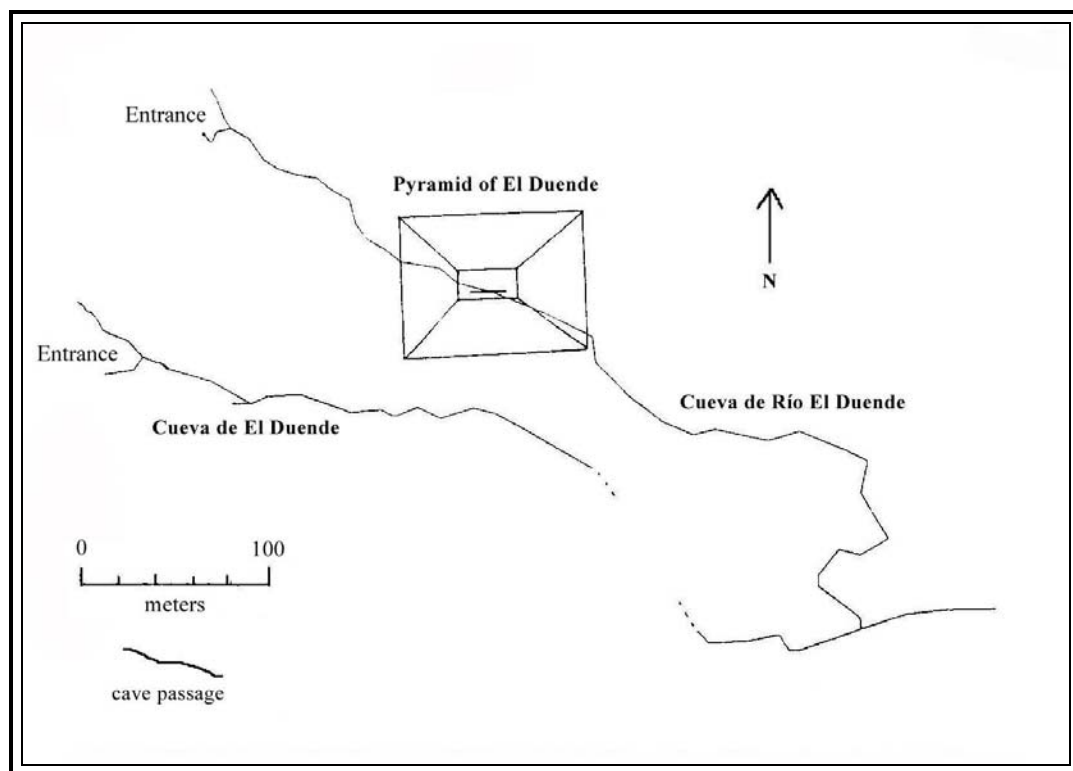 Entrance
Pyramid of El Duende
N
Entrance
Cueva de El Duende
Cueva de Río El Duende
0 100
meters
cave passage